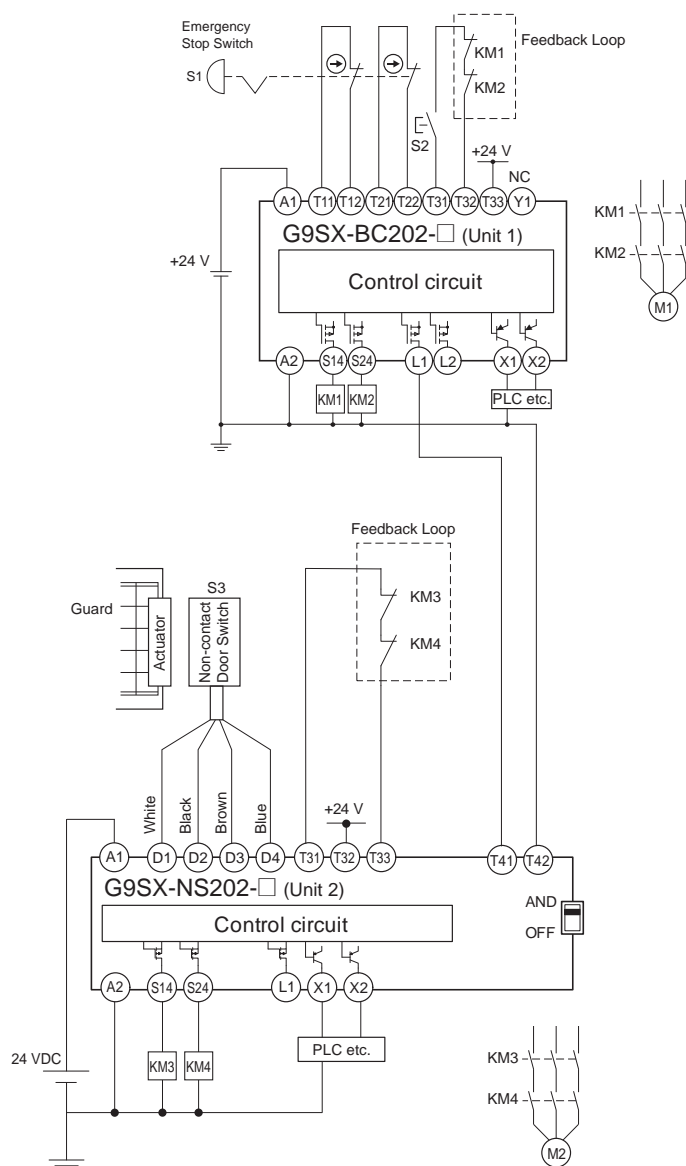 Emergency
Stop Switch
S1
Feedback Loop
KM1
KM2
S2
+24 V
NC
A1 T11 T12 T21 T22 T31 T32 T33 Y1
G9SX-BC202-□ (Unit 1)
+24 V
Control circuit
KM1
KM2
M1
A2 S14 S24 L1 L2 X1 X2
KM1 KM2 PLC etc.
Feedback Loop
KM3
KM4
S3
Non-contact
Door Switch
Guard
Actuator
White
Black
Brown
Blue
+24 V
A1 D1 D2 D3 D4 T31 T32 T33 T41 T42
G9SX-NS202-□ (Unit 2)
Control circuit
AND
OFF
A2 S14 S24 L1 X1 X2
24 VDC
KM3 KM4 PLC etc.
KM3
KM4
M2